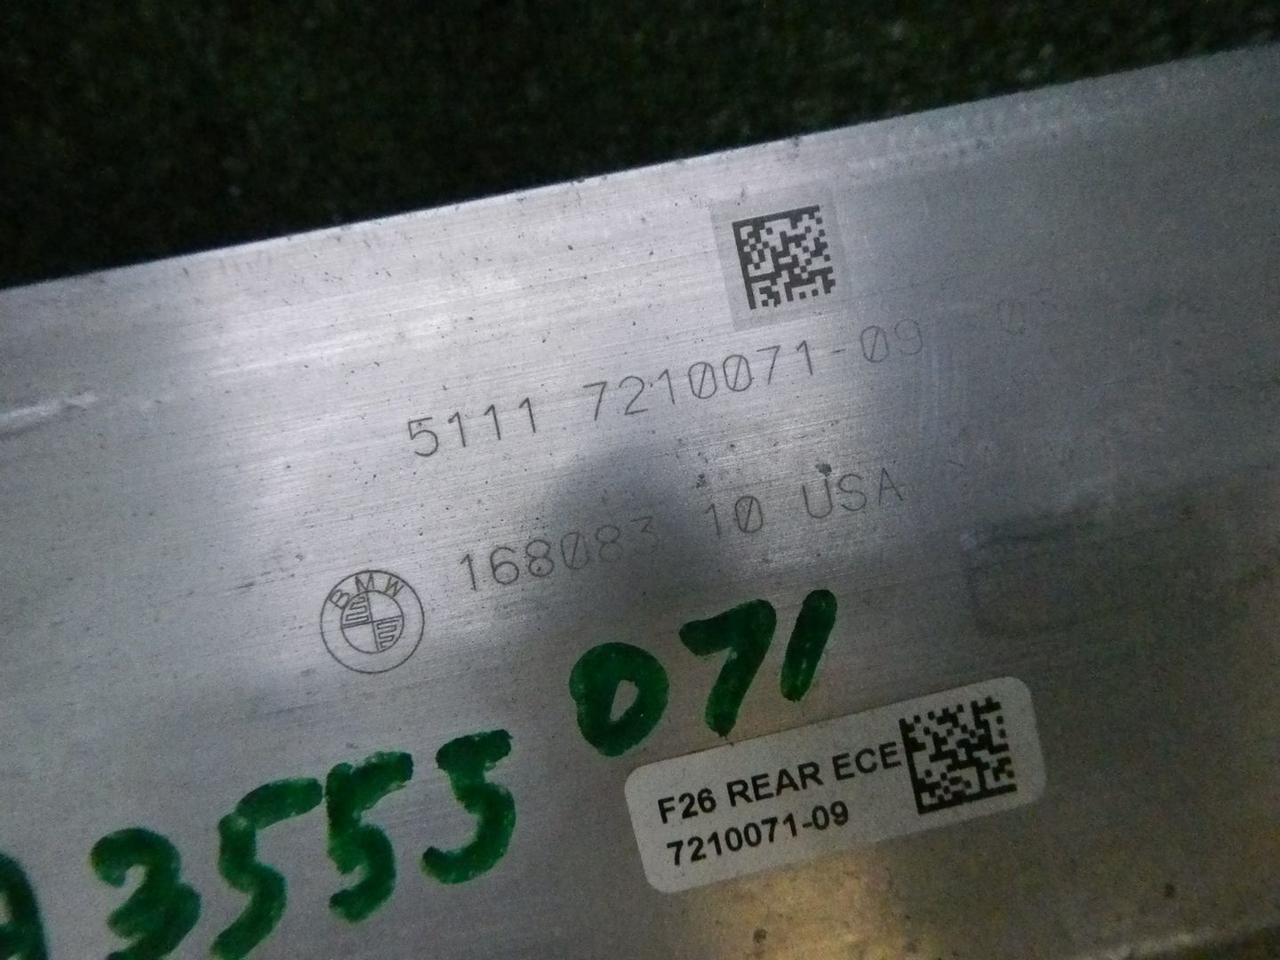 5111 7210071-09
168083 10 USA
BMW
071
3555
F26 REAR ECE
7210071-09